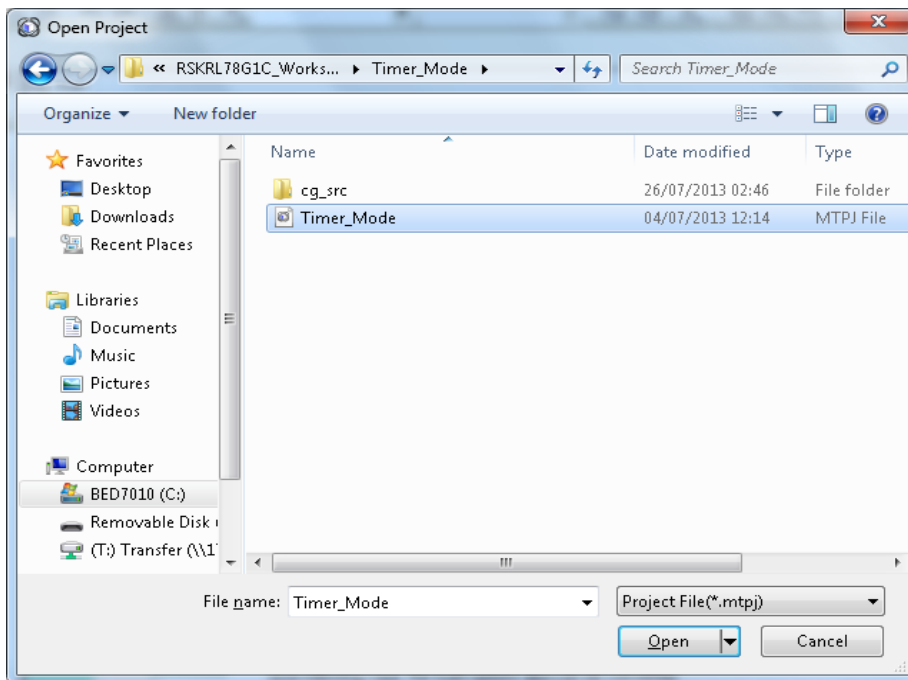 Open Project
« RSKRL78G1C_Works... Timer_Mode Search Timer_Mode
Organize New folder
Name Date modified Type
Favorites
Desktop
Downloads
Recent Places
Libraries
Documents
Music
Pictures
Videos
Computer
BED7010 (C:)
Removable Disk
(T:) Transfer (\\1
cg_src 26/07/2013 02:46 File folder
Timer_Mode 04/07/2013 12:14 MTPJ File
File name: Timer_Mode Project File(*.mtpj)
Open Cancel